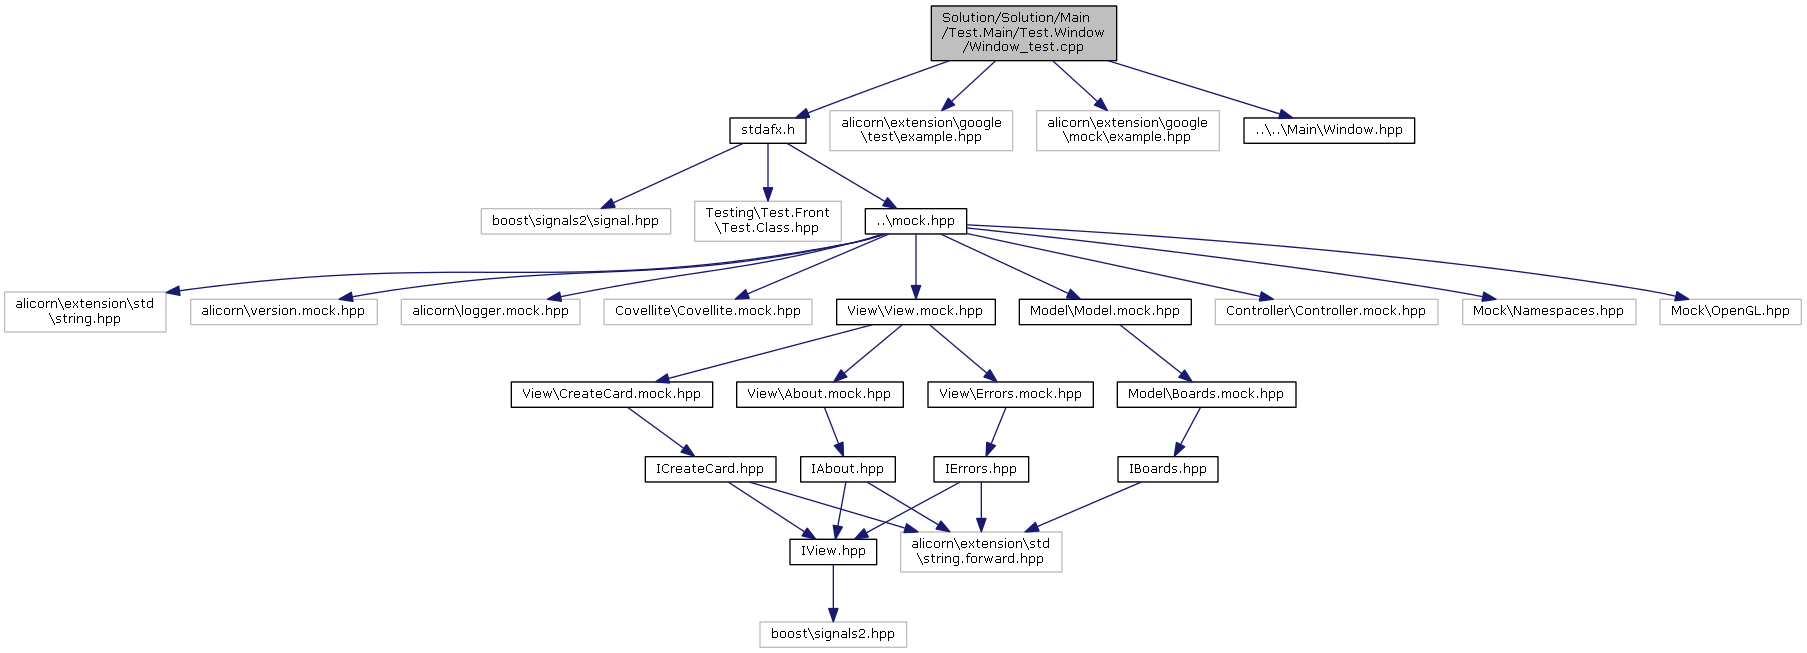 Solution/Solution/Main
/Test.Main/Test.Window
/Window_test.cpp
stdafx.h
alicorn\extension\google
\test\example.hpp
alicorn\extension\google
\mock\example.hpp
..\..\Main\Window.hpp
boost\signals2\signal.hpp
Testing\Test.Front
\Test.Class.hpp
..\mock.hpp
alicorn\extension\std
\string.hpp
alicorn\version.mock.hpp
alicorn\logger.mock.hpp
Covellite\Covellite.mock.hpp
View\View.mock.hpp
Model\Model.mock.hpp
Controller\Controller.mock.hpp
Mock\Namespaces.hpp
Mock\OpenGL.hpp
View\CreateCard.mock.hpp
View\About.mock.hpp
View\Errors.mock.hpp
Model\Boards.mock.hpp
ICreateCard.hpp
IAbout.hpp
IErrors.hpp
IBoards.hpp
IView.hpp
alicorn\extension\std
\string.forward.hpp
boost\signals2.hpp